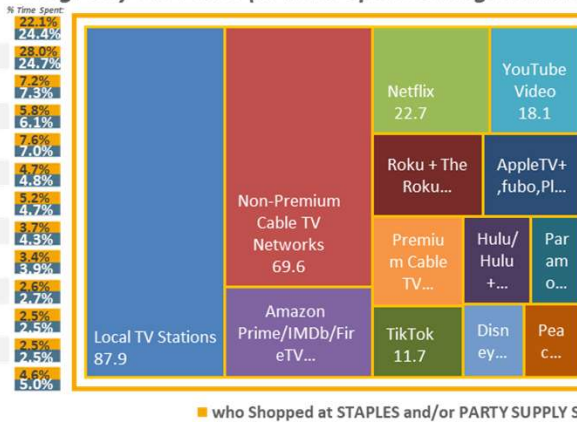 % Time Spent:
22.1%
24.4%
28.0%
24.7%
7.2%
7.3%
5.8%
6.1%
7.6%
7.0%
4.7%
4.8%
5.2%
4.7%
3.7%
4.3%
3.4%
3.9%
2.6%
2.7%
2.5%
2.5%
2.5%
2.5%
4.6%
5.0%
Local TV Stations
87.9
Non-Premium
Cable TV
Networks
69.6
Amazon
Prime/IMDb/Fir
eTV...
Netflix
22.7
YouTube
Video
18.1
Roku + The
Roku...
AppleTV+
,fubo,Pl...
Premiu
m Cable
TV...
Hulu/
Hulu
+...
Par
amo
...
TikTok
11.7
Disn
ey...
Peac
...
who Shopped at STAPLES and/or PARTY SUPPLY S